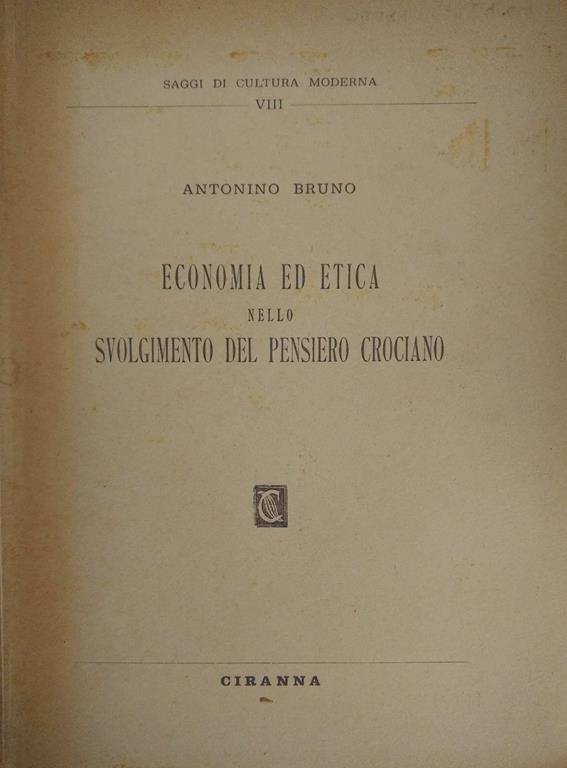 SAGGI DI CULTURA MODERNA
VIII
ANTONINO BRUNO
ECONOMIA ED ETICA
NELLO
SVOLGIMENTO DEL PENSIERO CROCIANO
C
CIRANNA